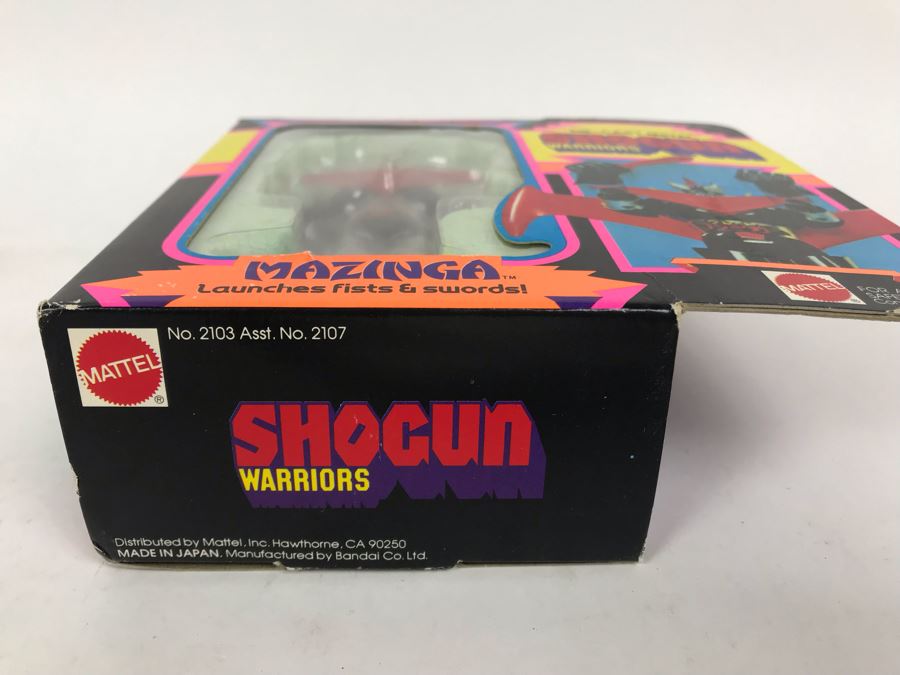 WARRIORS
MAZINGA™
Launches fists & swords!
MATTEL
No. 2103 Asst. No. 2107
MATTEL®
SHOGUN
WARRIORS
Distributed by Mattel, Inc. Hawthorne, CA 90250
MADE IN JAPAN. Manufactured by Bandai Co. Ltd.